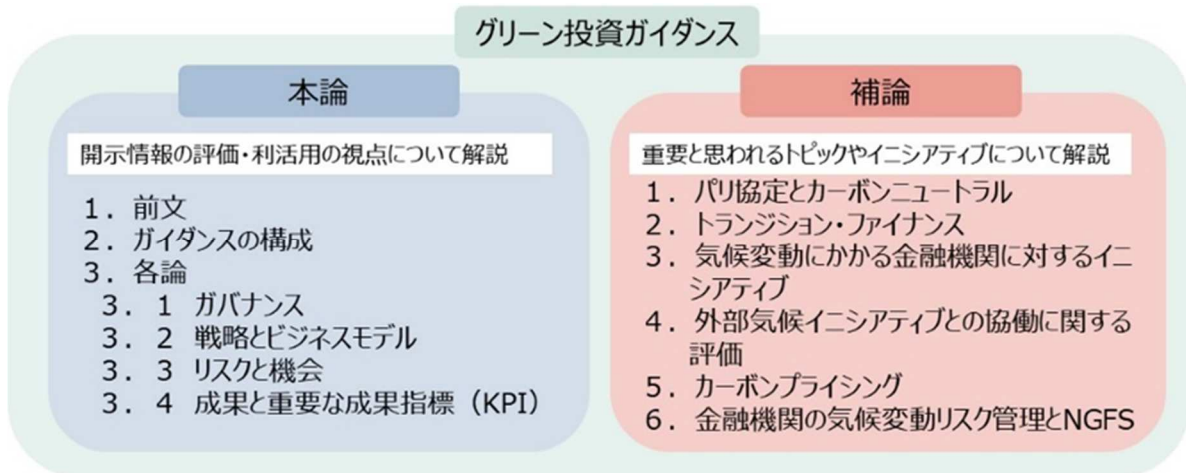 グリーン投資ガイダンス
本論
開示情報の評価・利活用の視点について解説
1．前文
2．ガイダンスの構成
3．各論
3．1 ガバナンス
3．2 戦略とビジネスモデル
3．3 リスクと機会
3．4 成果と重要な成果指標（KPI）
補論
重要と思われるトピックやイニシアティブについて解説
1．パリ協定とカーボンニュートラル
2．トランジション・ファイナンス
3．気候変動にかかる金融機関に対するイニ
シアティブ
4．外部気候イニシアティブとの協働に関する
評価
5．カーボンプライシング
6．金融機関の気候変動リスク管理とNGFS